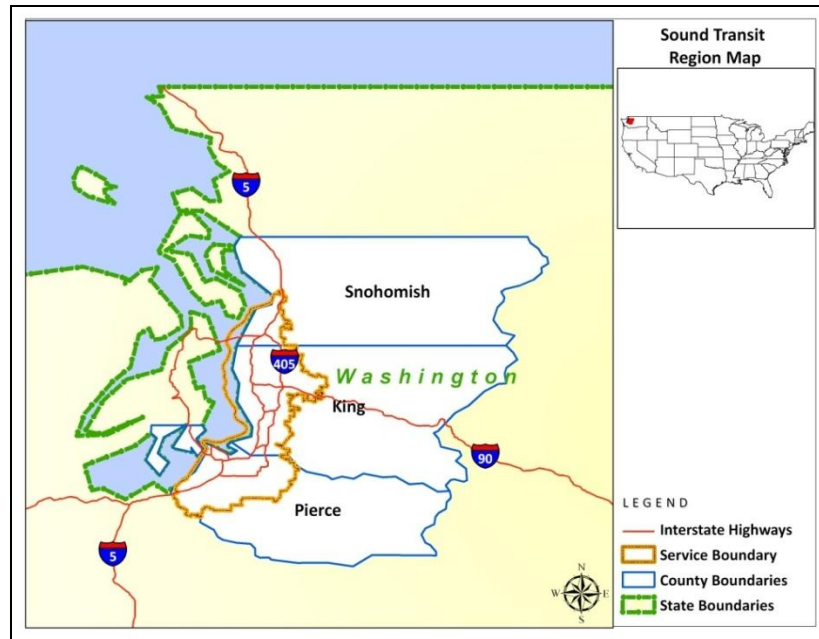 Sound Transit
Region Map
5
Snohomish
405
Washington
King
90
Pierce
5
LEGEND
Interstate Highways
Service Boundary
County Boundaries
State Boundaries
N
W
E
S